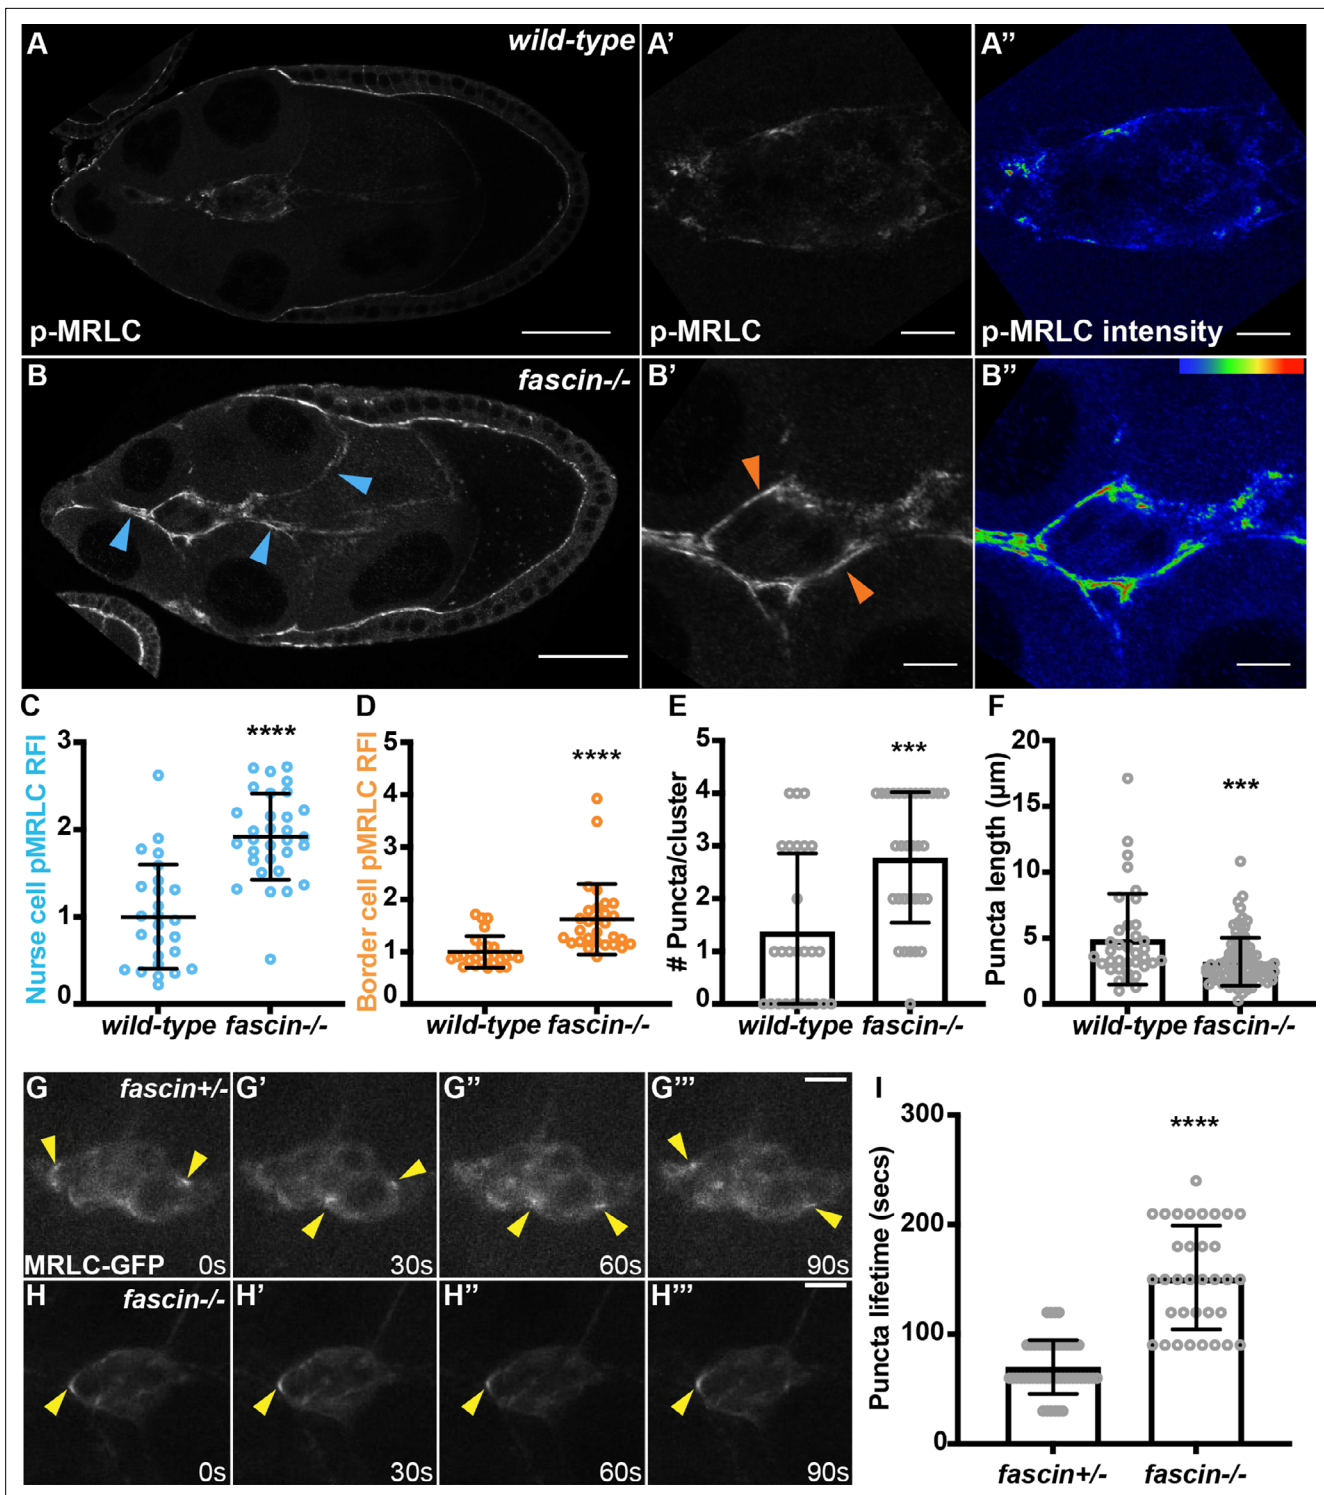 A
wild-type
p-MRLC
A'
p-MRLC
A"
p-MRLC intensity
B
fascin-/-
B'
B"
C
Nurse cell pMRLC RFI
3
2
1
0
****
wild-type fascin-/-
D
Border cell pMRLC RFI
5
4
3
2
1
0
****
wild-type fascin-/-
E
# Puncta/cluster
5
4
3
2
1
0
***
wild-type fascin-/-
F
Puncta length (µm)
20
15
10
5
0
***
wild-type fascin-/-
G
fascin+/-
MRLC-GFP
0s
G'
30s
G"
60s
G"'
90s
H
fascin-/-
0s
H'
30s
H"
60s
H"'
90s
I
Puncta lifetime (secs)
300
200
100
0
****
fascin+/- fascin-/-